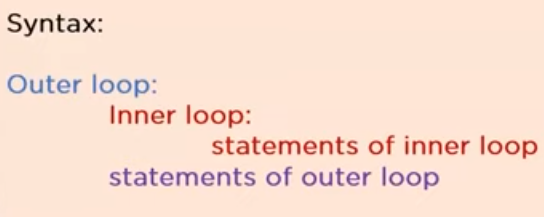 Syntax:
Outer loop:
Inner loop:
statements of inner loop
statements of outer loop